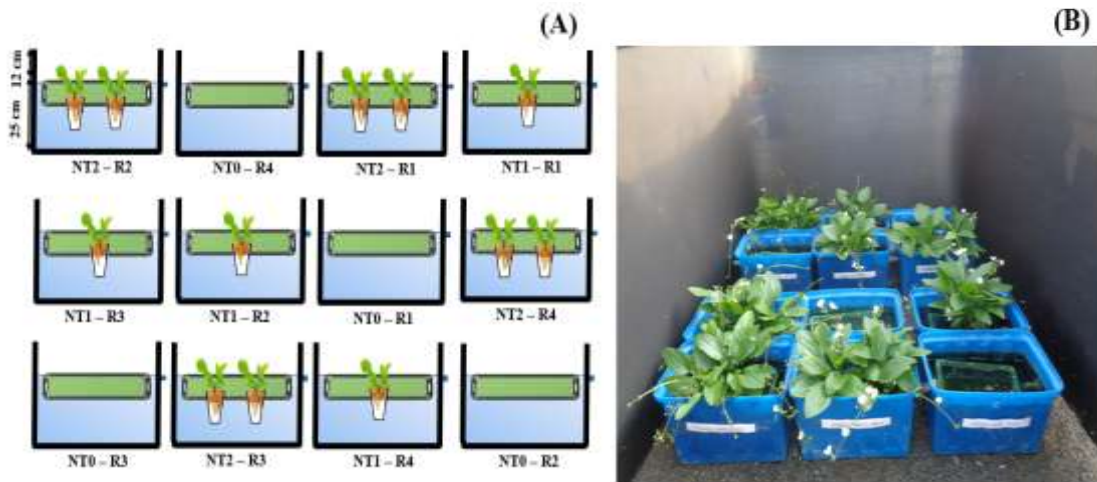 (A)
(B)
12 cm
25 cm
NT2 – R2
NT0 – R4
NT2 – R1
NT1 – R1
NT1 – R3
NT1 – R2
NT0 – R1
NT2 – R4
NT0 – R3
NT2 – R3
NT1 – R4
NT0 – R2